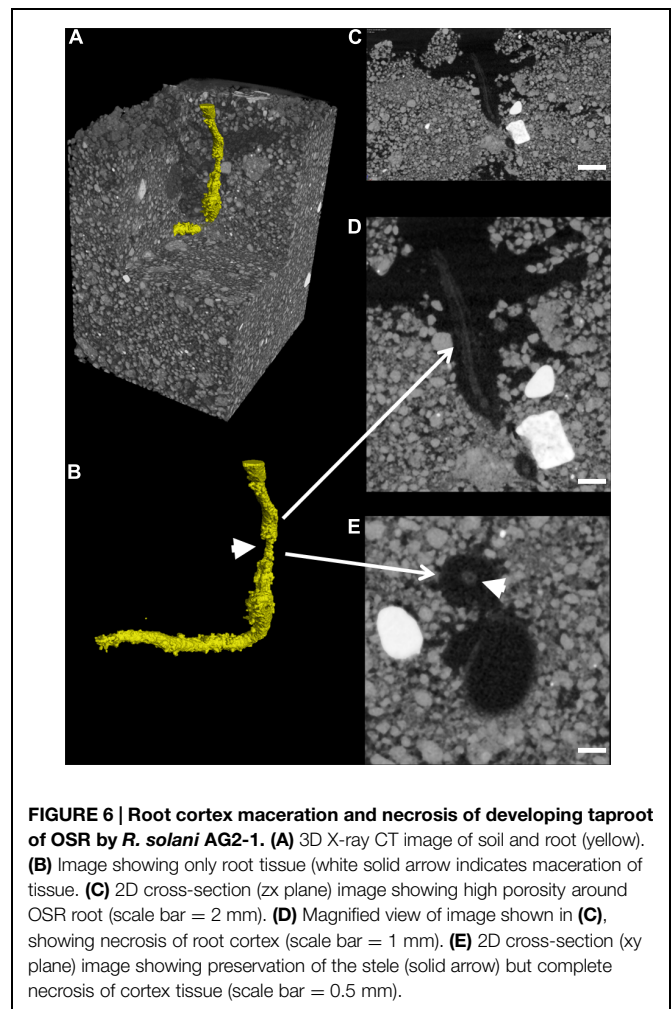 A
C
D
B
E
FIGURE 6 | Root cortex maceration and necrosis of developing taproot
of OSR by R. solani AG2-1. (A) 3D X-ray CT image of soil and root (yellow).
(B) Image showing only root tissue (white solid arrow indicates maceration of
tissue. (C) 2D cross-section (zx plane) image showing high porosity around
OSR root (scale bar = 2 mm). (D) Magnified view of image shown in (C),
showing necrosis of root cortex (scale bar = 1 mm). (E) 2D cross-section (xy
plane) image showing preservation of the stele (solid arrow) but complete
necrosis of cortex tissue (scale bar = 0.5 mm).